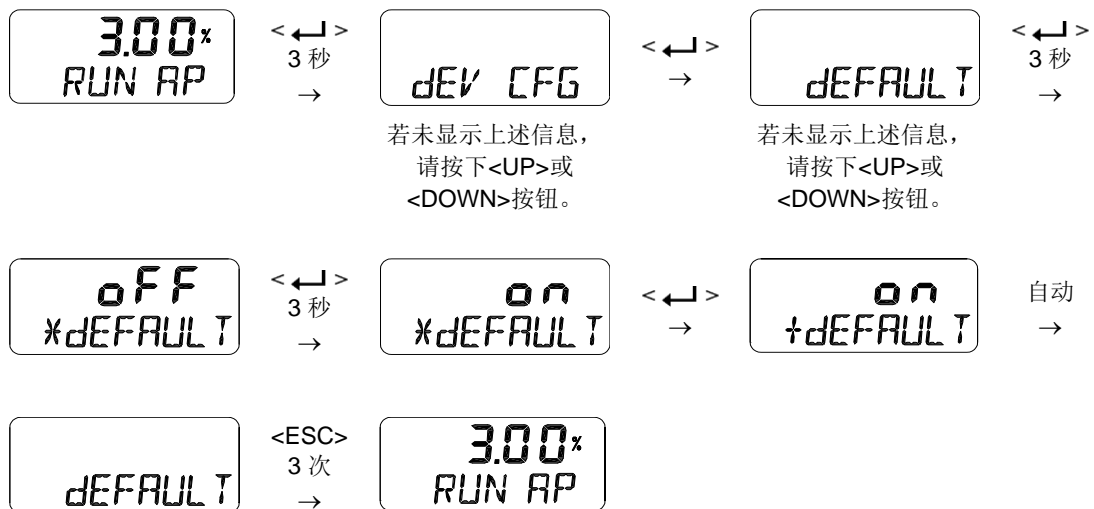 3.00%
RUN AP
< ↵ >
3 秒
→
dEV CFG
若未显示上述信息，
请按下<UP>或
<DOWN>按钮。
< ↵ >
→
dEFAULT
若未显示上述信息，
请按下<UP>或
<DOWN>按钮。
< ↵ >
3 秒
→
oFF
*dEFAULT
< ↵ >
3 秒
→
on
*dEFAULT
< ↵ >
→
on
+dEFAULT
自动
→
dEFAULT
<ESC>
3 次
→
3.00%
RUN AP